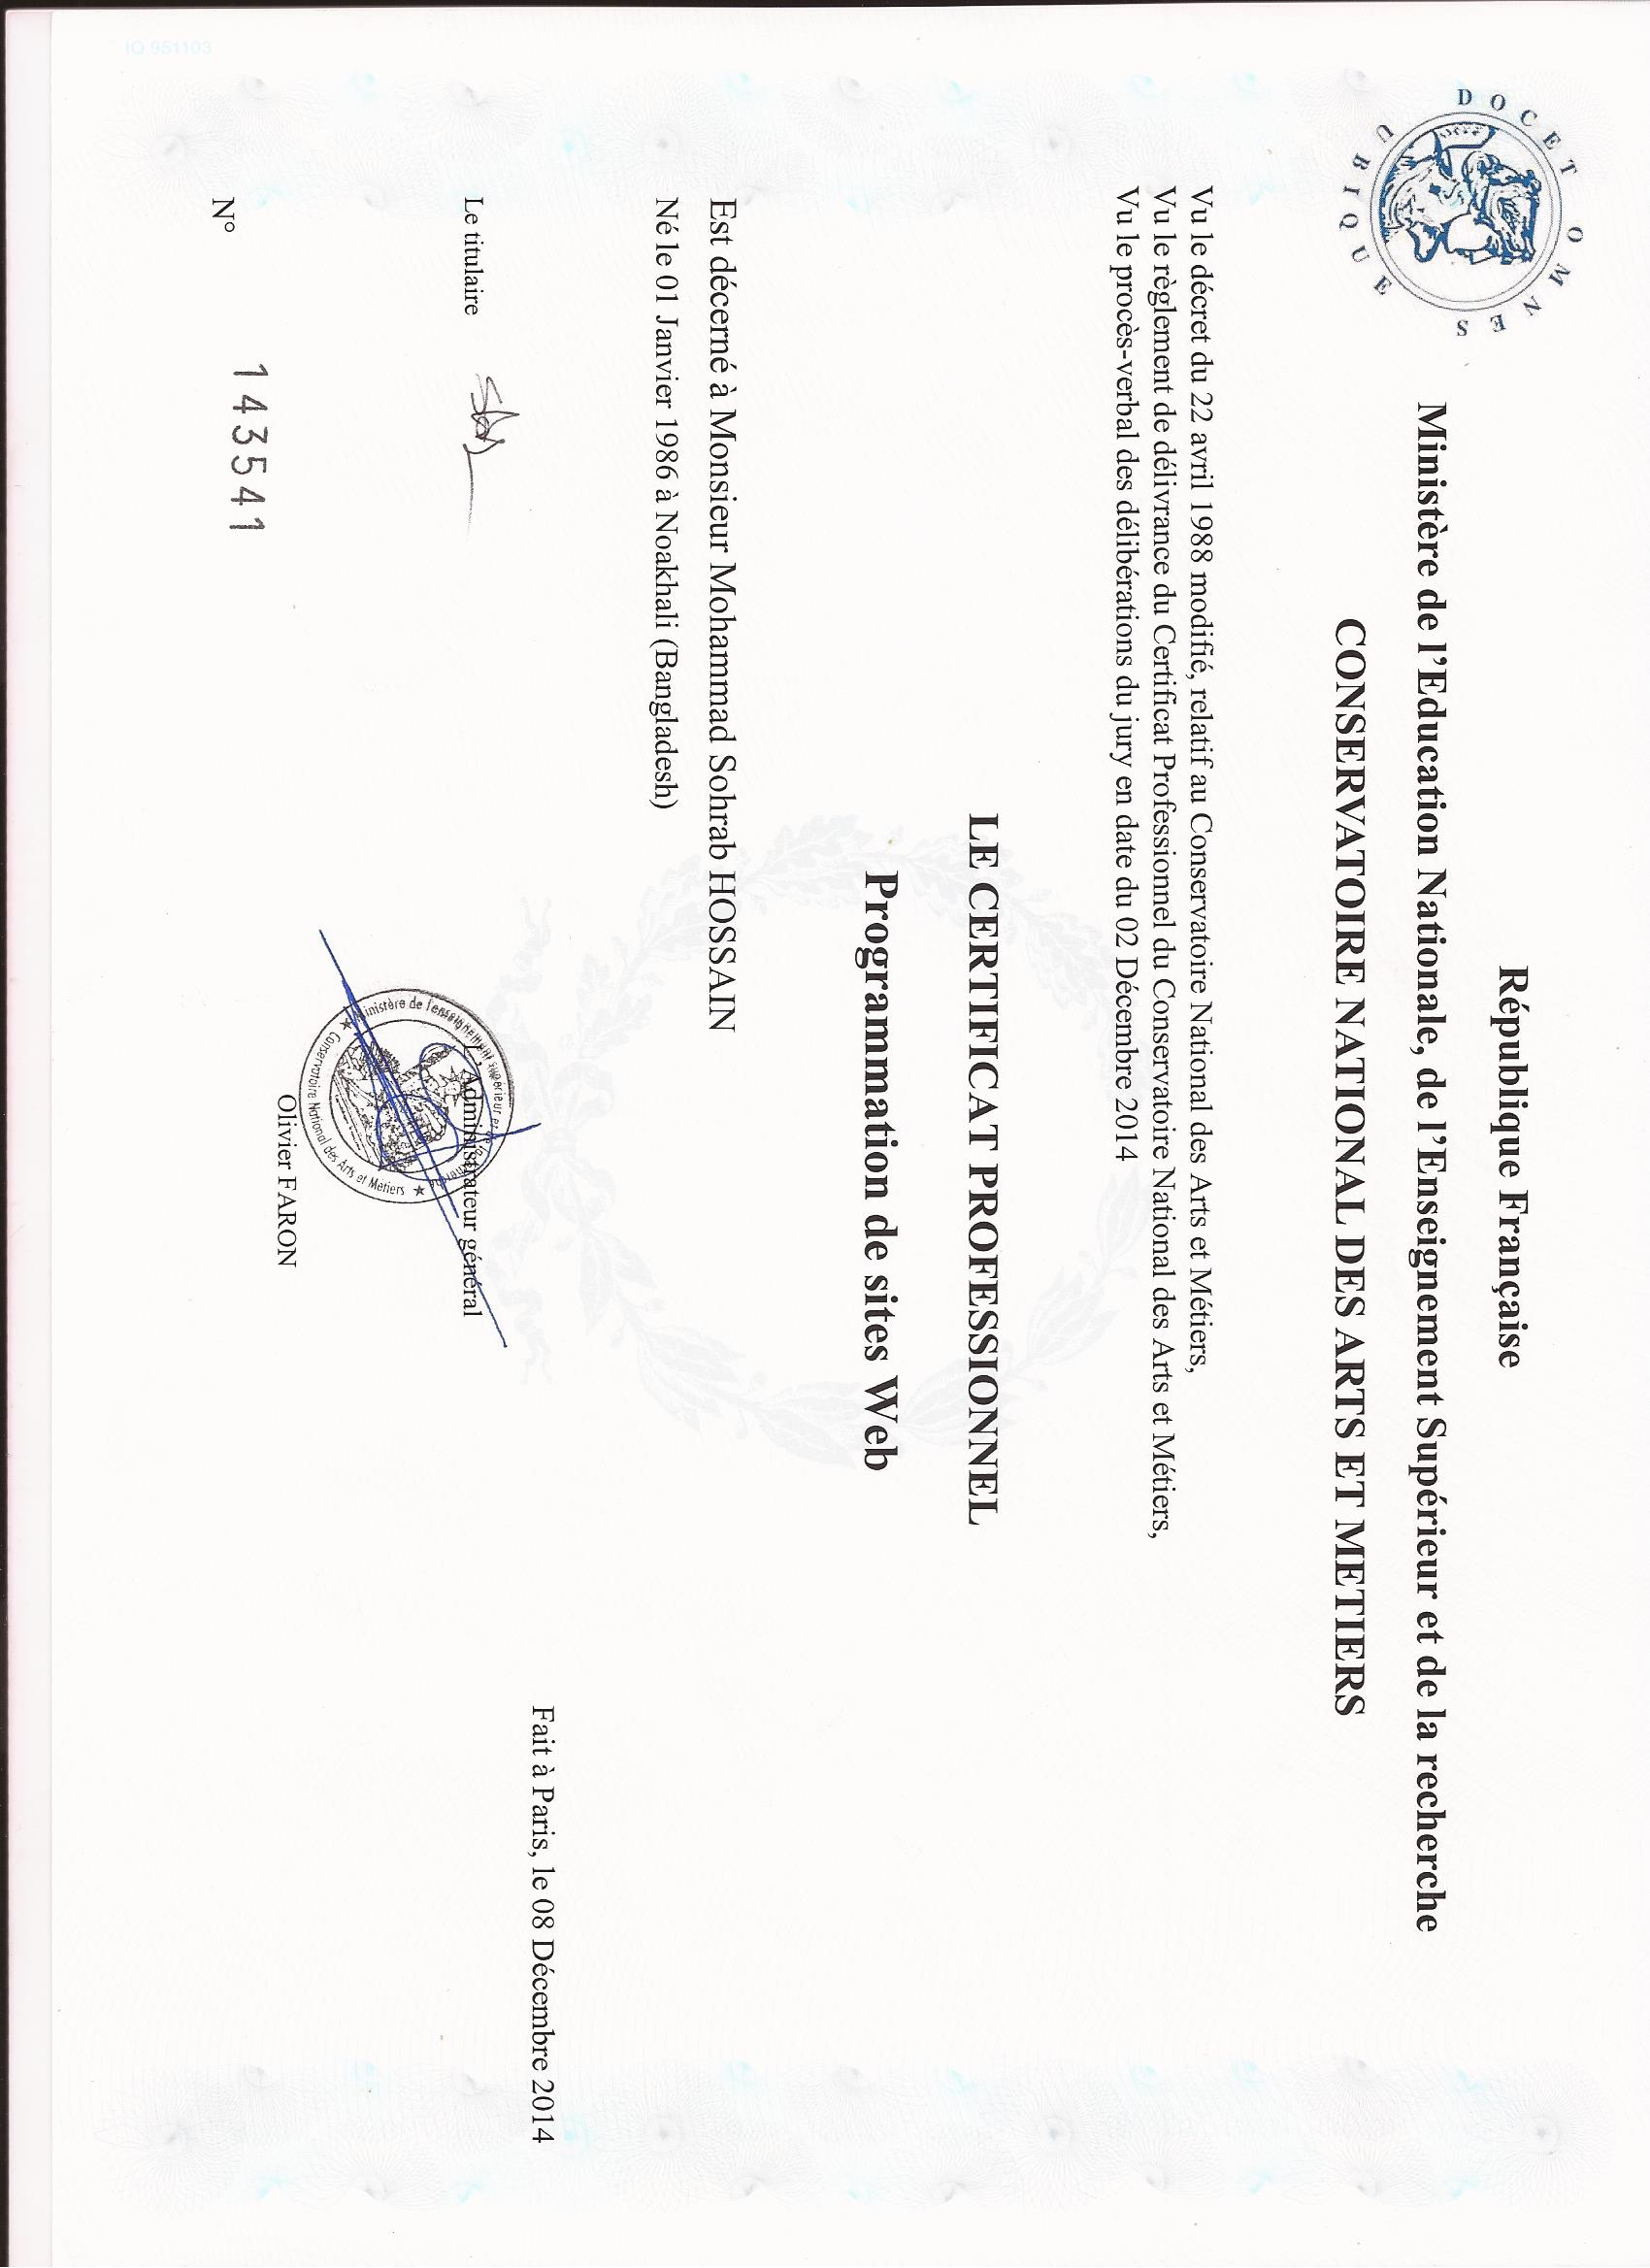 DOCET OMNES UBIQUE
République Française
Ministère de l’Education Nationale, de l’Enseignement Supérieur et de la recherche
CONSERVATOIRE NATIONAL DES ARTS ET METIERS
Vu le décret du 22 avril 1988 modifié, relatif au Conservatoire National des Arts et Métiers,
Vu le règlement de délivrance du Certificat Professionnel du Conservatoire National des Arts et Métiers,
Vu le procès-verbal des délibérations du jury en date du 02 Décembre 2014
LE CERTIFICAT PROFESSIONNEL
Programmation de sites Web
Est décerné à Monsieur Mohammad Sohrab HOSSAIN
Né le 01 Janvier 1986 à Noakhali (Bangladesh)
Fait à Paris, le 08 Décembre 2014
Le titulaire
L’Administrateur général
Ministère de l'enseignement supérieur et de la recherche
Conservatoire National des Arts et Métiers
Olivier FARON
143541
N°
IQ 951103